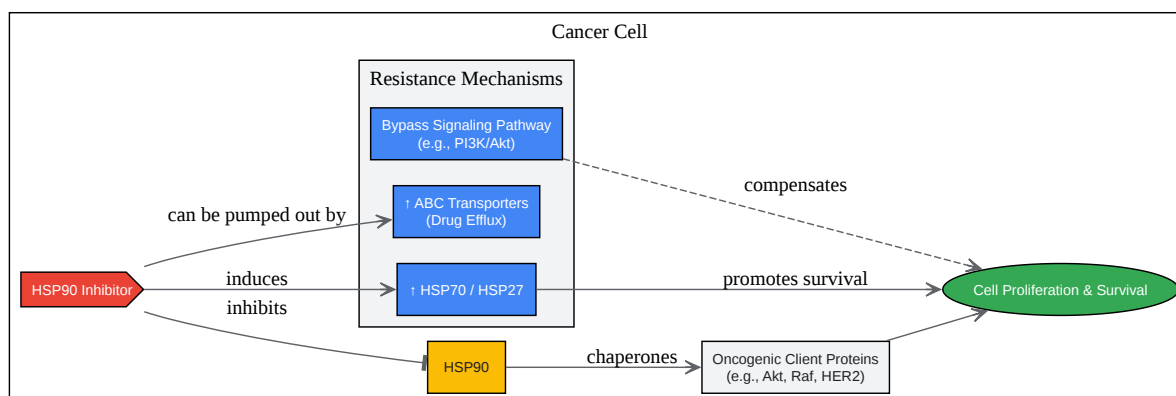 Cancer Cell
Resistance Mechanisms
Bypass Signaling Pathway
(e.g., PI3K/Akt)
compensates
↑ ABC Transporters
(Drug Efflux)
can be pumped out by
HSP90 Inhibitor
induces
↑ HSP70 / HSP27
promotes survival
Cell Proliferation & Survival
inhibits
HSP90
chaperones
Oncogenic Client Proteins
(e.g., Akt, Raf, HER2)